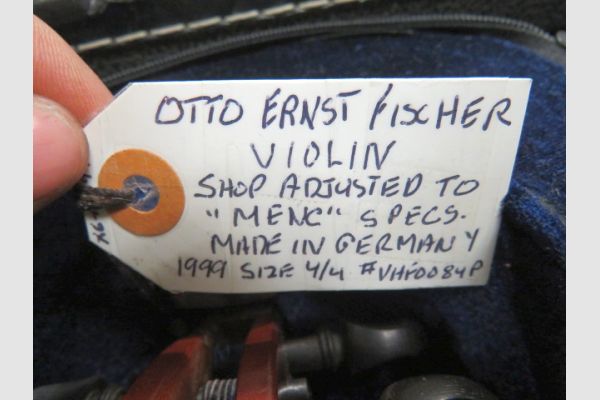 OTTO ERNST FISCHER
VIOLIN
SHOP ADJUSTED TO
"MENC" SPECS.
MADE IN GERMANY
1999 SIZE 4/4 #VHF0084P